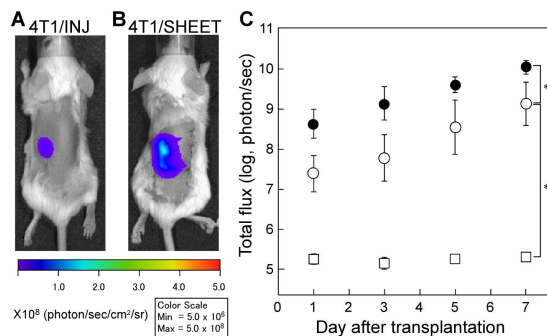 A
4T1/INJ
B
4T1/SHEET
1.0 2.0 3.0 4.0 5.0
X10⁸ (photon/sec/cm²/sr)
Color Scale
Min = 5.0 x 10⁶
Max = 5.0 x 10⁸
C
Total flux (log, photon/sec)
11
10
9
8
7
6
5
0 1 2 3 4 5 6 7
Day after transplantation
*
*